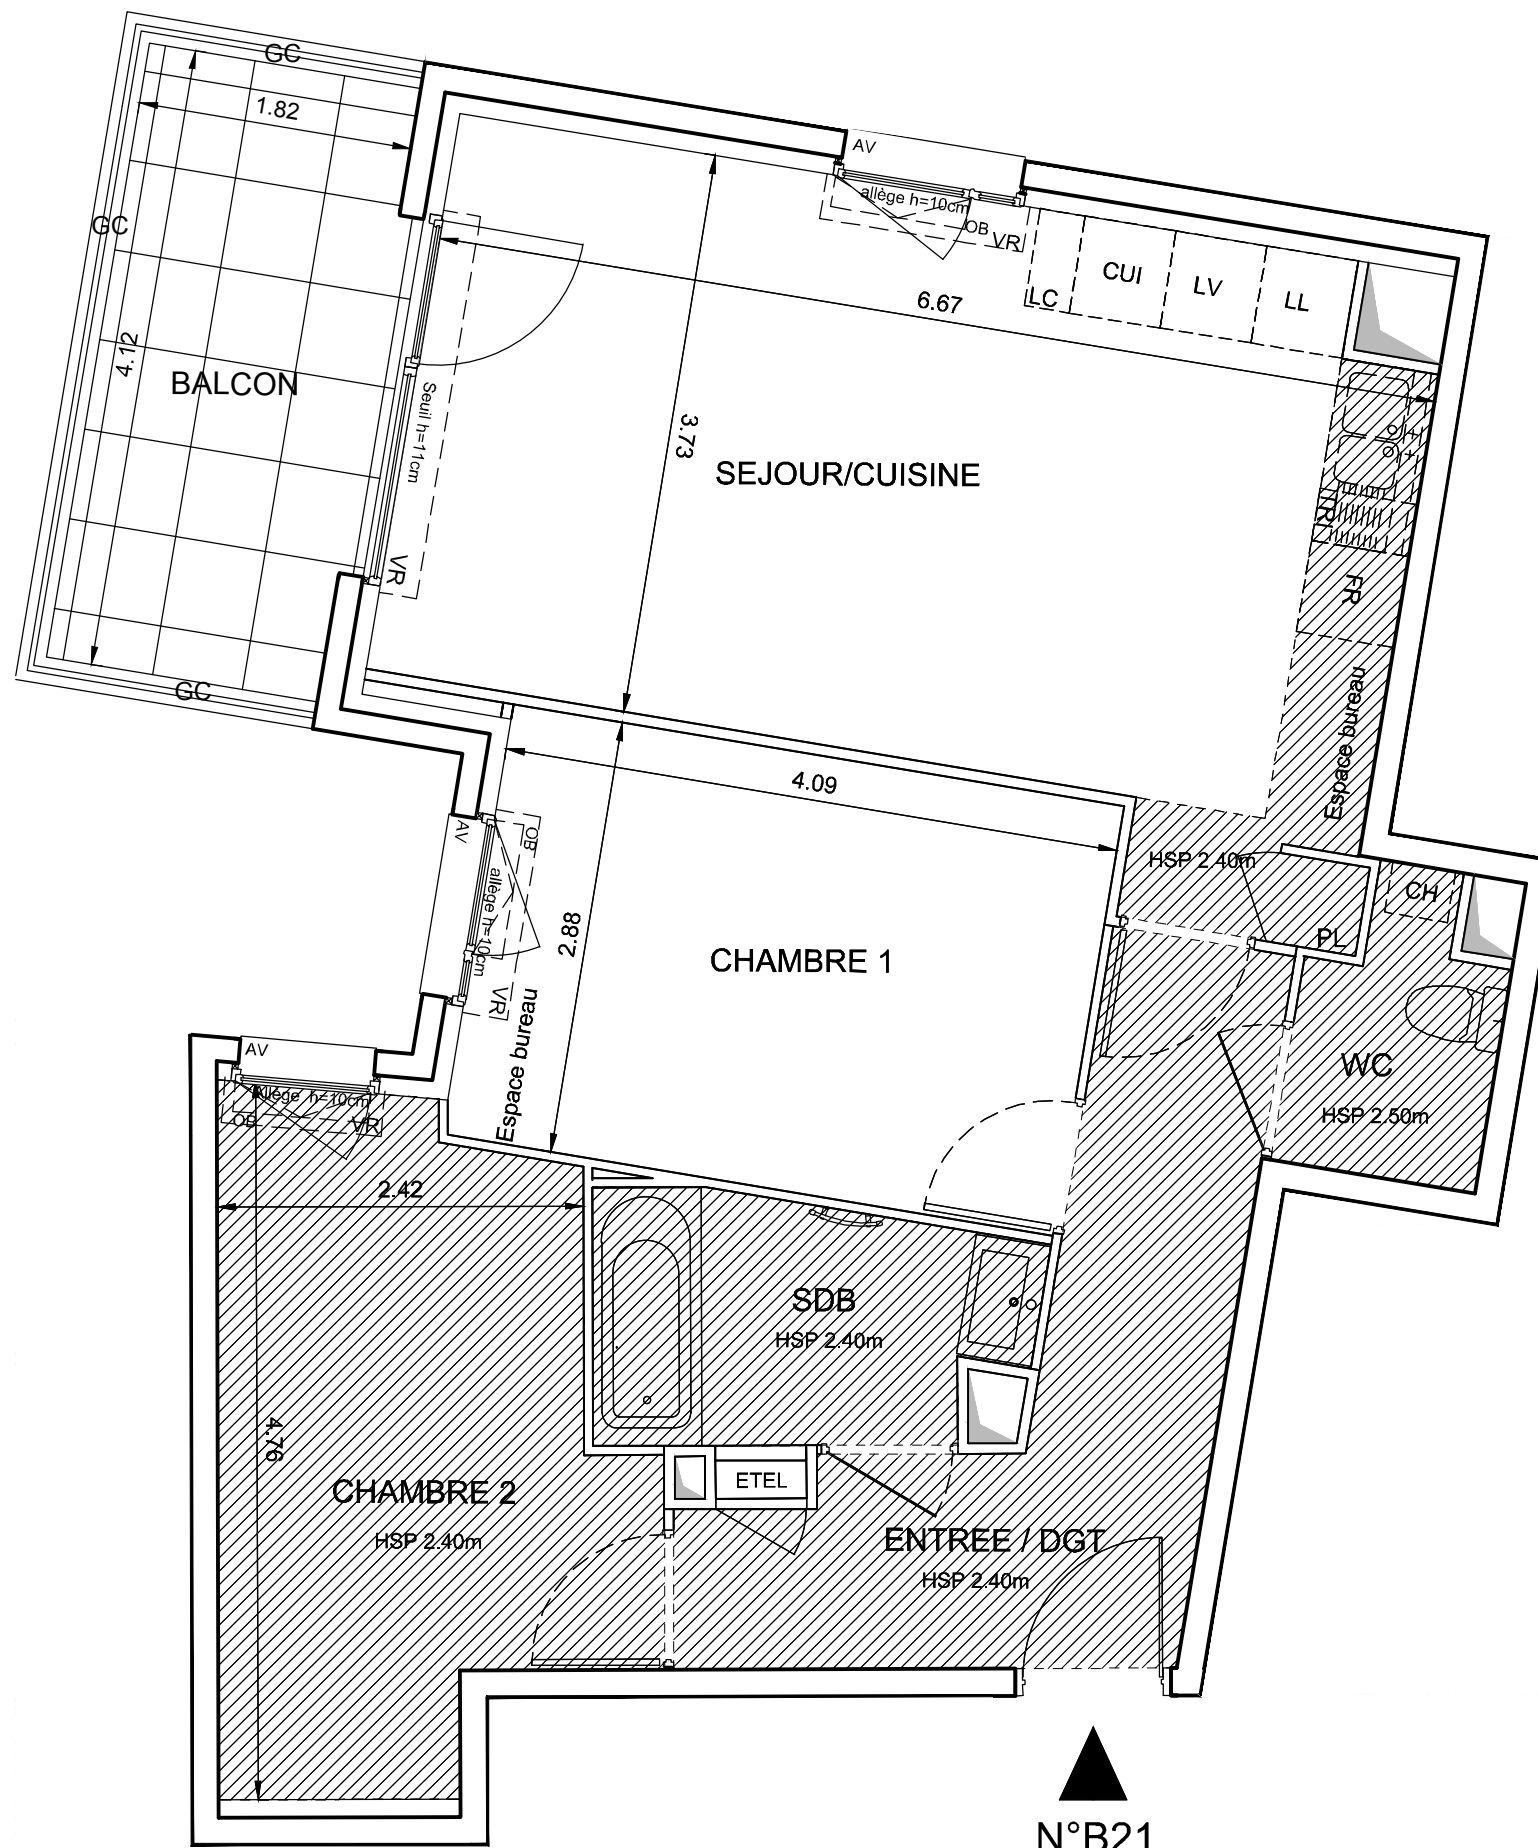 GC
1.82
AV
allège h=10cm
OB
VR
GC
LC
CUI
LV
LL
6.67
4.12
BALCON
Seuil h=11cm
3.73
SEJOUR/CUISINE
TRI
VR
FR
GC
Espace bureau
4.09
AV
OB
allège h=10cm
HSP 2.40m
CH
2.88
PL
CHAMBRE 1
VR
Espace bureau
AV
WC
Allège h=10cm
OB
VR
HSP 2.50m
2.42
SDB
HSP 2.40m
4.76
ETEL
CHAMBRE 2
HSP 2.40m
ENTREE / DGT
HSP 2.40m
N°B21